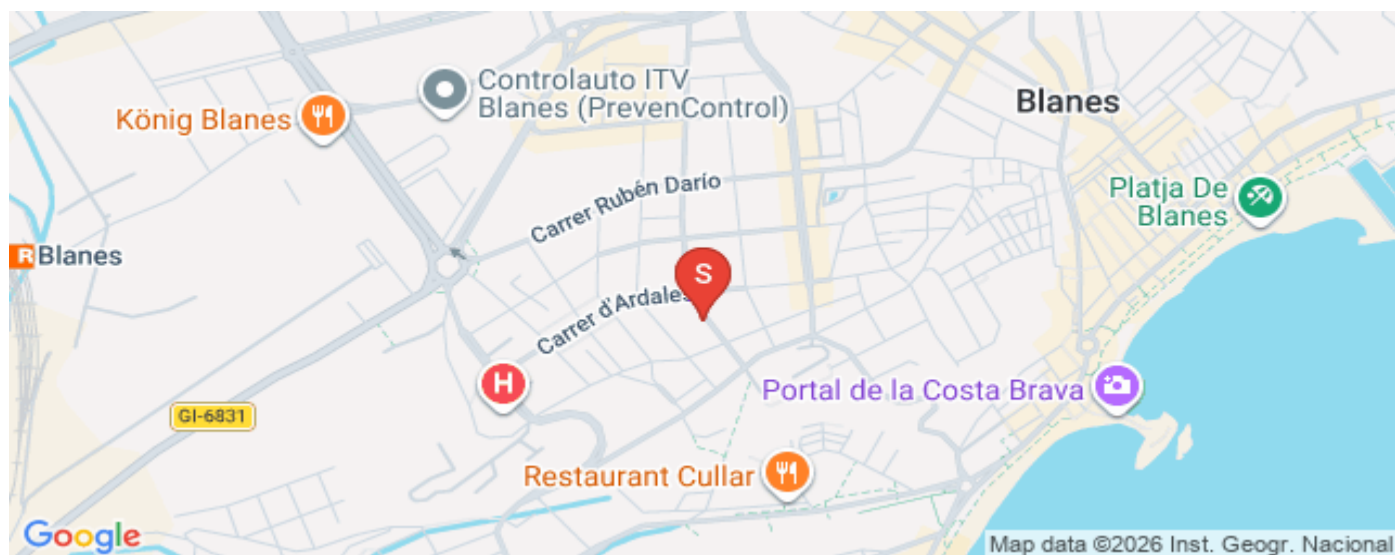 Controlauto ITV
Blanes (PrevenControl)
Blanes
König Blanes
Carrer Rubén Darío
Platja De
Blanes
R Blanes
S
Carrer d'Ardales
H
Portal de la Costa Brava
GI-6831
Restaurant Cullar
Google
Map data ©2026 Inst. Geogr. Nacional